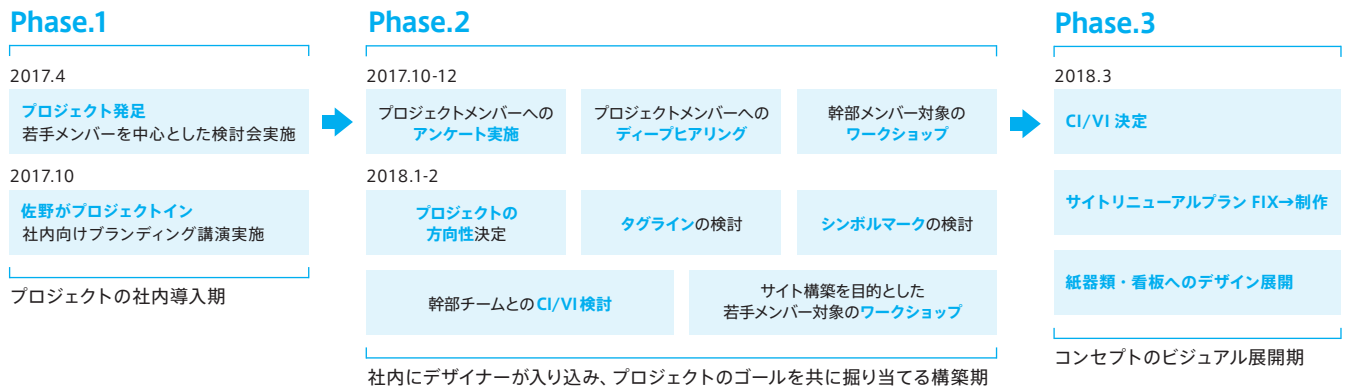 Phase.1
2017.4
プロジェクト発足
若手メンバーを中心とした検討会実施
2017.10
佐野がプロジェクトイン
社内向けブランディング講演実施
プロジェクトの社内導入期
Phase.2
2017.10-12
プロジェクトメンバーへの
アンケート実施
プロジェクトメンバーへの
ディープヒアリング
幹部メンバー対象の
ワークショップ
2018.1-2
プロジェクトの
方向性決定
タグラインの検討
シンボルマークの検討
幹部チームとのCI/VI検討
サイト構築を目的とした
若手メンバー対象のワークショップ
社内にデザイナーが入り込み、プロジェクトのゴールを共に掘り当てる構築期
Phase.3
2018.3
CI/VI 決定
サイトリニューアルプラン FIX→制作
紙器類・看板へのデザイン展開
コンセプトのビジュアル展開期